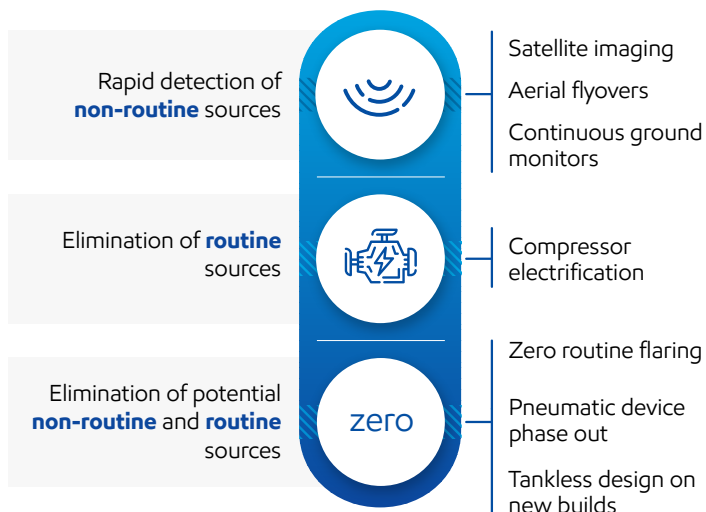 Rapid detection of
non-routine sources
Satellite imaging
Aerial flyovers
Continuous ground
monitors
Elimination of routine
sources
Compressor
electrification
Elimination of potential
non-routine and routine
sources
zero
Zero routine flaring
Pneumatic device
phase out
Tankless design on
new builds